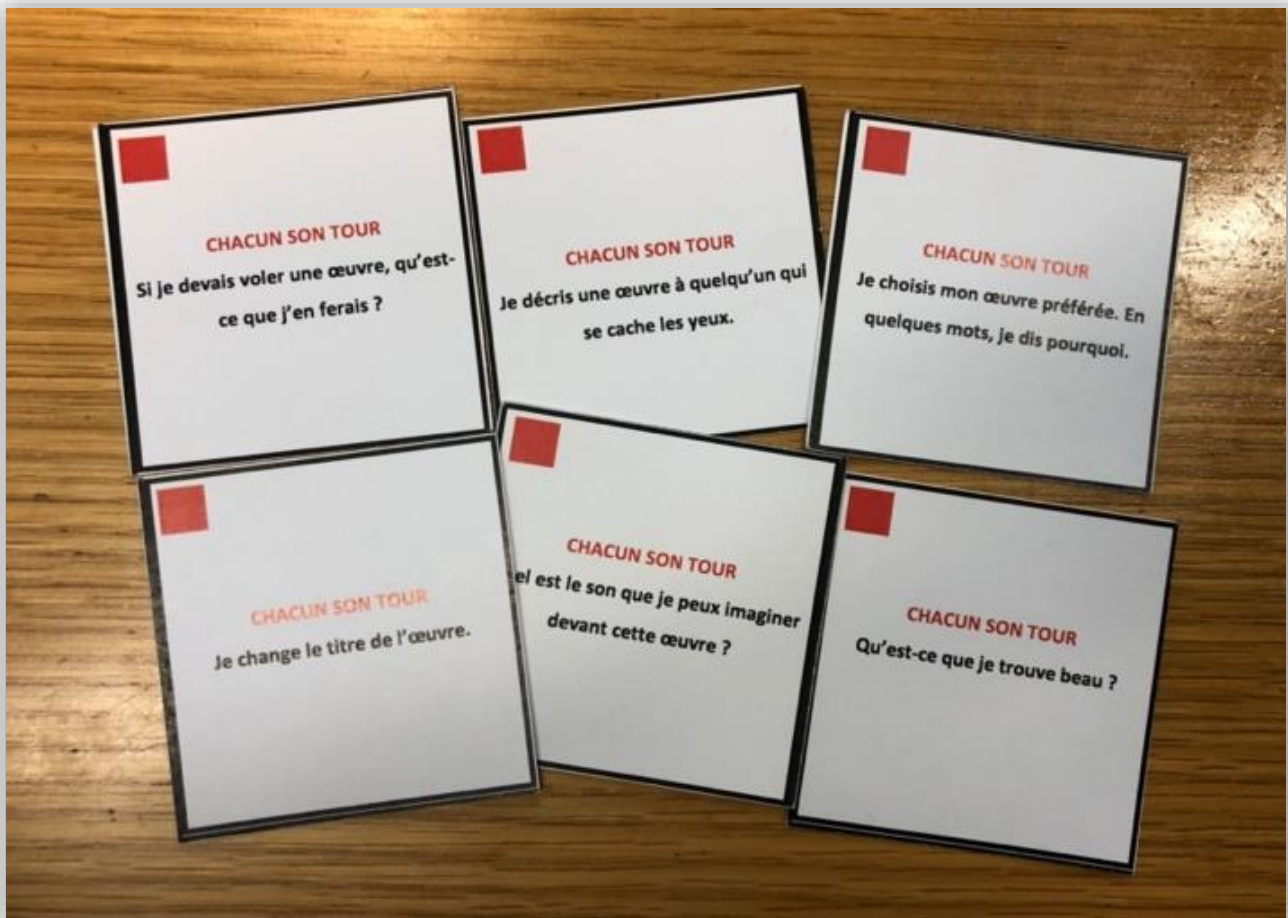 CHACUN SON TOUR
Si je devais voler une œuvre, qu'est-
ce que j'en ferais ?
CHACUN SON TOUR
Je décris une œuvre à quelqu'un qui
se cache les yeux.
CHACUN SON TOUR
Je choisis mon œuvre préférée. En
quelques mots, je dis pourquoi.
CHACUN SON TOUR
Je change le titre de l'œuvre.
CHACUN SON TOUR
el est le son que je peux imaginer
devant cette œuvre ?
CHACUN SON TOUR
Qu'est-ce que je trouve beau ?